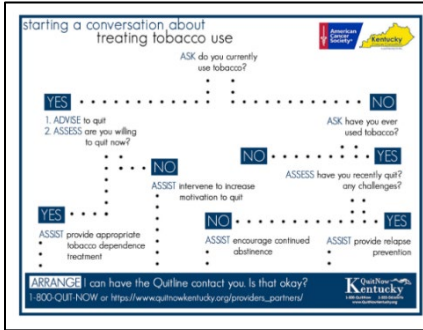 starting a conversation about
treating tobacco use
American
Cancer
Society
Kentucky
ASK do you currently
use tobacco?
YES
NO
1. ADVISE to quit
2. ASSESS are you willing
to quit now?
ASK have you ever
used tobacco?
NO
NO
YES
ASSIST intervene to increase
motivation to quit
ASSESS have you recently quit?
any challenges?
YES
NO
YES
ASSIST provide appropriate
tobacco dependence
treatment
ASSIST encourage continued
abstinence
ASSIST provide relapse
prevention
ARRANGE I can have the Quitline contact you. Is that okay?
1-800-QUIT-NOW or https://www.quitnowkentucky.org/providers_partners/
QuitNow
Kentucky